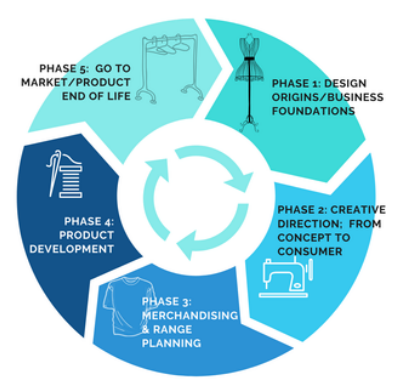 PHASE 1: DESIGN
ORIGINS/BUSINESS
FOUNDATIONS
PHASE 2: CREATIVE
DIRECTION; FROM
CONCEPT TO
CONSUMER
PHASE 3:
MERCHANDISING
& RANGE
PLANNING
PHASE 4:
PRODUCT
DEVELOPMENT
PHASE 5: GO TO
MARKET/PRODUCT
END OF LIFE